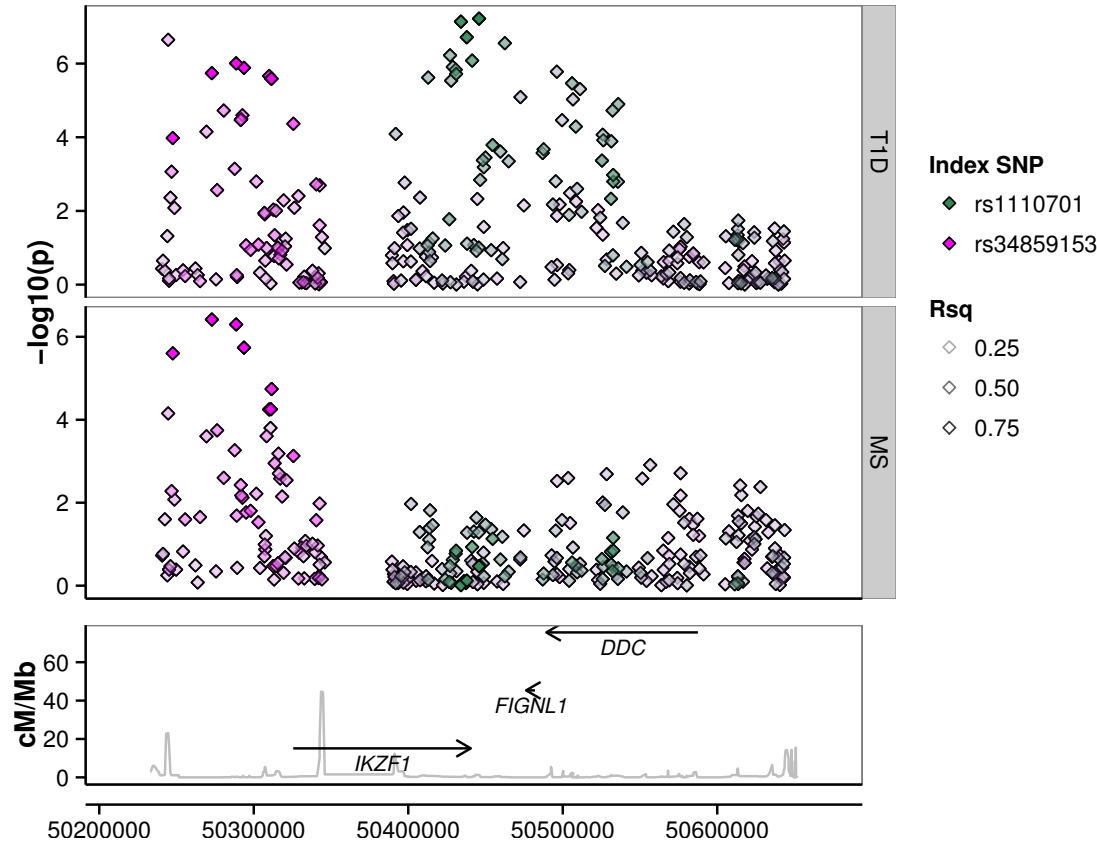 6
4
2
0
T1D
−log10(p)
6
4
2
0
MS
Index SNP
rs1110701
rs34859153
Rsq
0.25
0.50
0.75
cM/Mb
60
40
20
0
DDC
FIGNL1
IKZF1
50200000 50300000 50400000 50500000 50600000